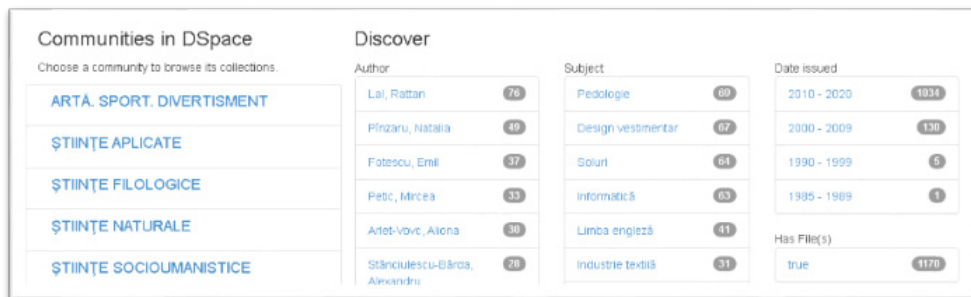 Communities in DSpace
Choose a community to browse its collections.
ARTĂ. SPORT. DIVERTISMENT
ŞTIINŢE APLICATE
ŞTIINŢE FILOLOGICE
ŞTIINŢE NATURALE
ŞTIINŢE SOCIOUMANISTICE
Discover
Author
Lal, Rattan 76
Pînzaru, Natalia 49
Fotescu, Emil 37
Petic, Mircea 33
Arlet-Vovc, Aliona 30
Stănciulescu-Bârda, 28
Alexandru
Subject
Pedologie 69
Design vestimentar 67
Soluri 64
Informatică 63
Limba engleză 41
Industrie textilă 31
Date issued
2010 - 2020 1034
2000 - 2009 130
1990 - 1999 5
1985 - 1989 1
Has File(s)
true 1170